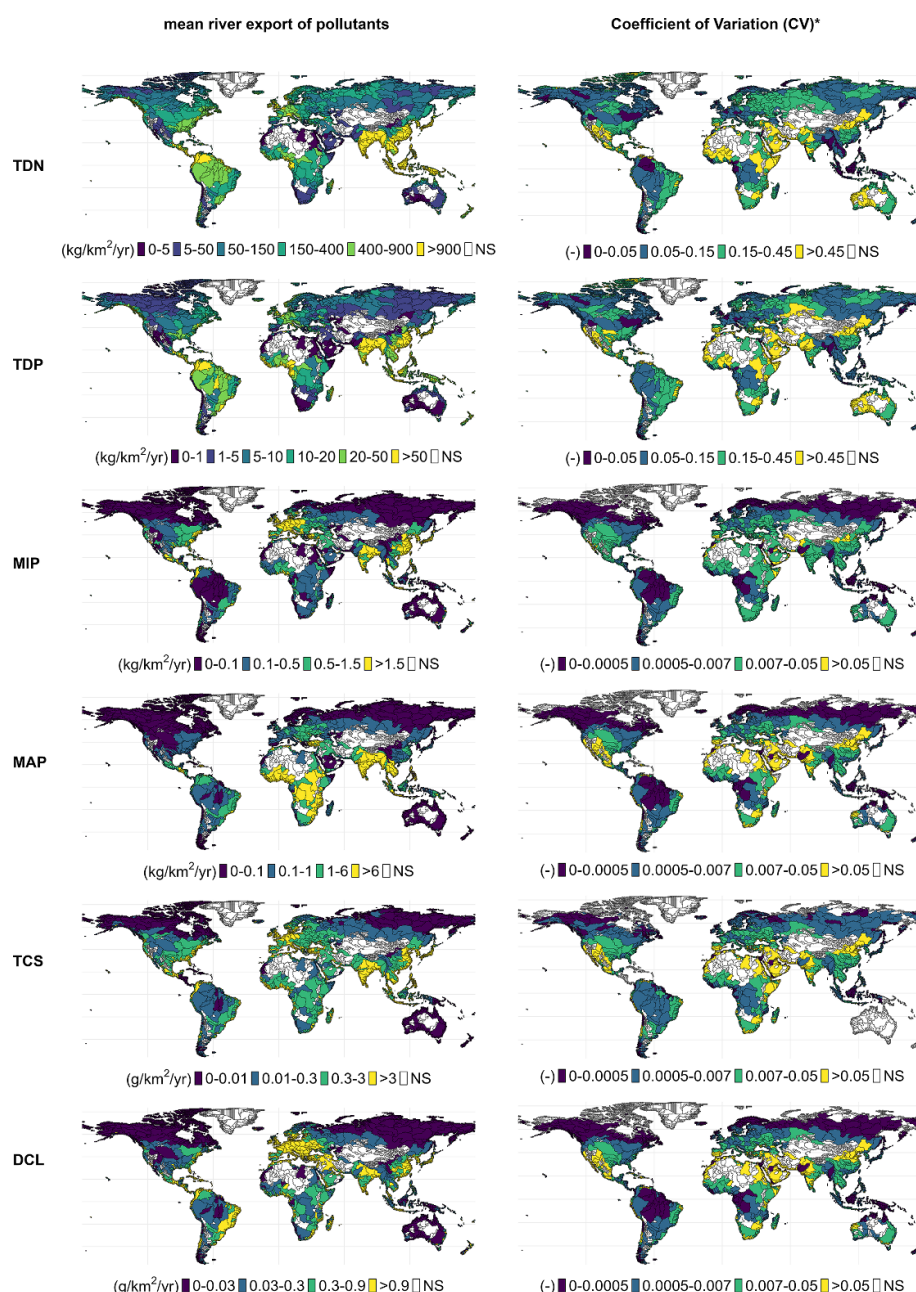 mean river export of pollutants
Coefficient of Variation (CV)*
TDN
(kg/km²/yr) 0-5 5-50 50-150 150-400 400-900 >900 NS
(-) 0-0.05 0.05-0.15 0.15-0.45 >0.45 NS
TDP
(kg/km²/yr) 0-1 1-5 5-10 10-20 20-50 >50 NS
(-) 0-0.05 0.05-0.15 0.15-0.45 >0.45 NS
MIP
(kg/km²/yr) 0-0.1 0.1-0.5 0.5-1.5 >1.5 NS
(-) 0-0.0005 0.0005-0.007 0.007-0.05 >0.05 NS
MAP
(kg/km²/yr) 0-0.1 0.1-1 1-6 >6 NS
(-) 0-0.0005 0.0005-0.007 0.007-0.05 >0.05 NS
TCS
(g/km²/yr) 0-0.01 0.01-0.3 0.3-3 >3 NS
(-) 0-0.0005 0.0005-0.007 0.007-0.05 >0.05 NS
DCL
(g/km²/yr) 0-0.03 0.03-0.3 0.3-0.9 >0.9 NS
(-) 0-0.0005 0.0005-0.007 0.007-0.05 >0.05 NS